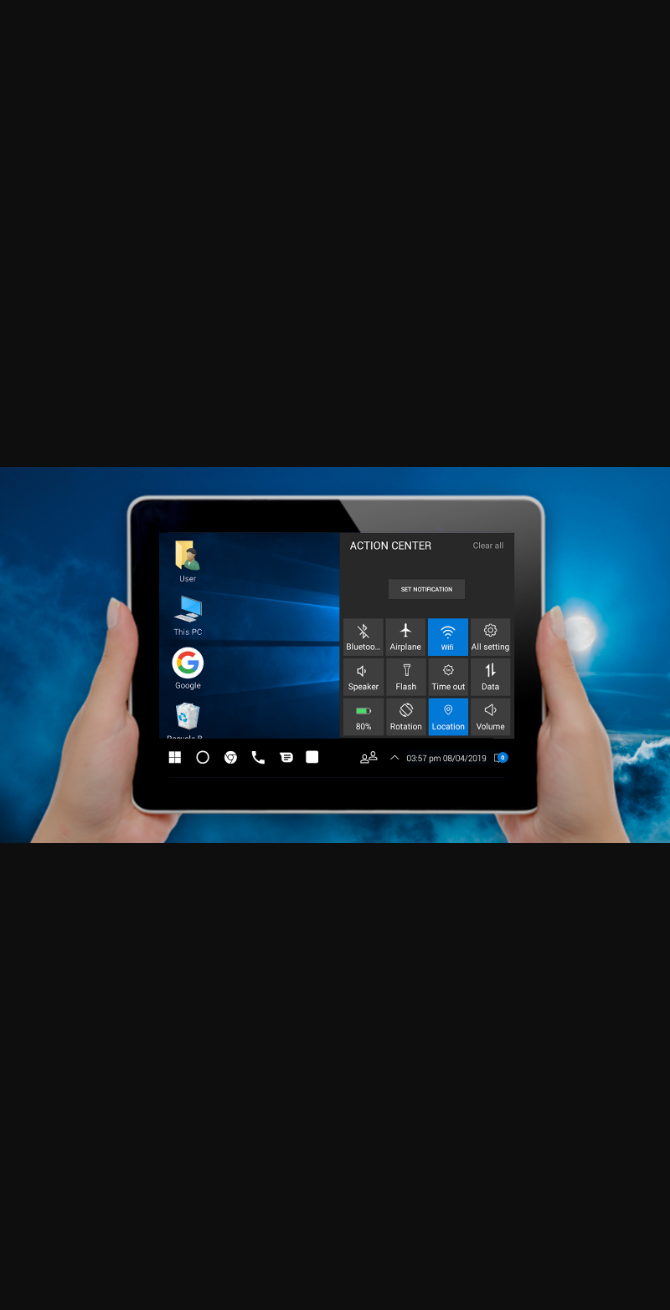 User
This PC
Google
ACTION CENTER
Clear all
SET NOTIFICATION
Bluetoo...
Airplane
Wifi
All setting
Speaker
Flash
Time out
Data
80%
Rotation
Location
Volume
03:57 pm 08/04/2019